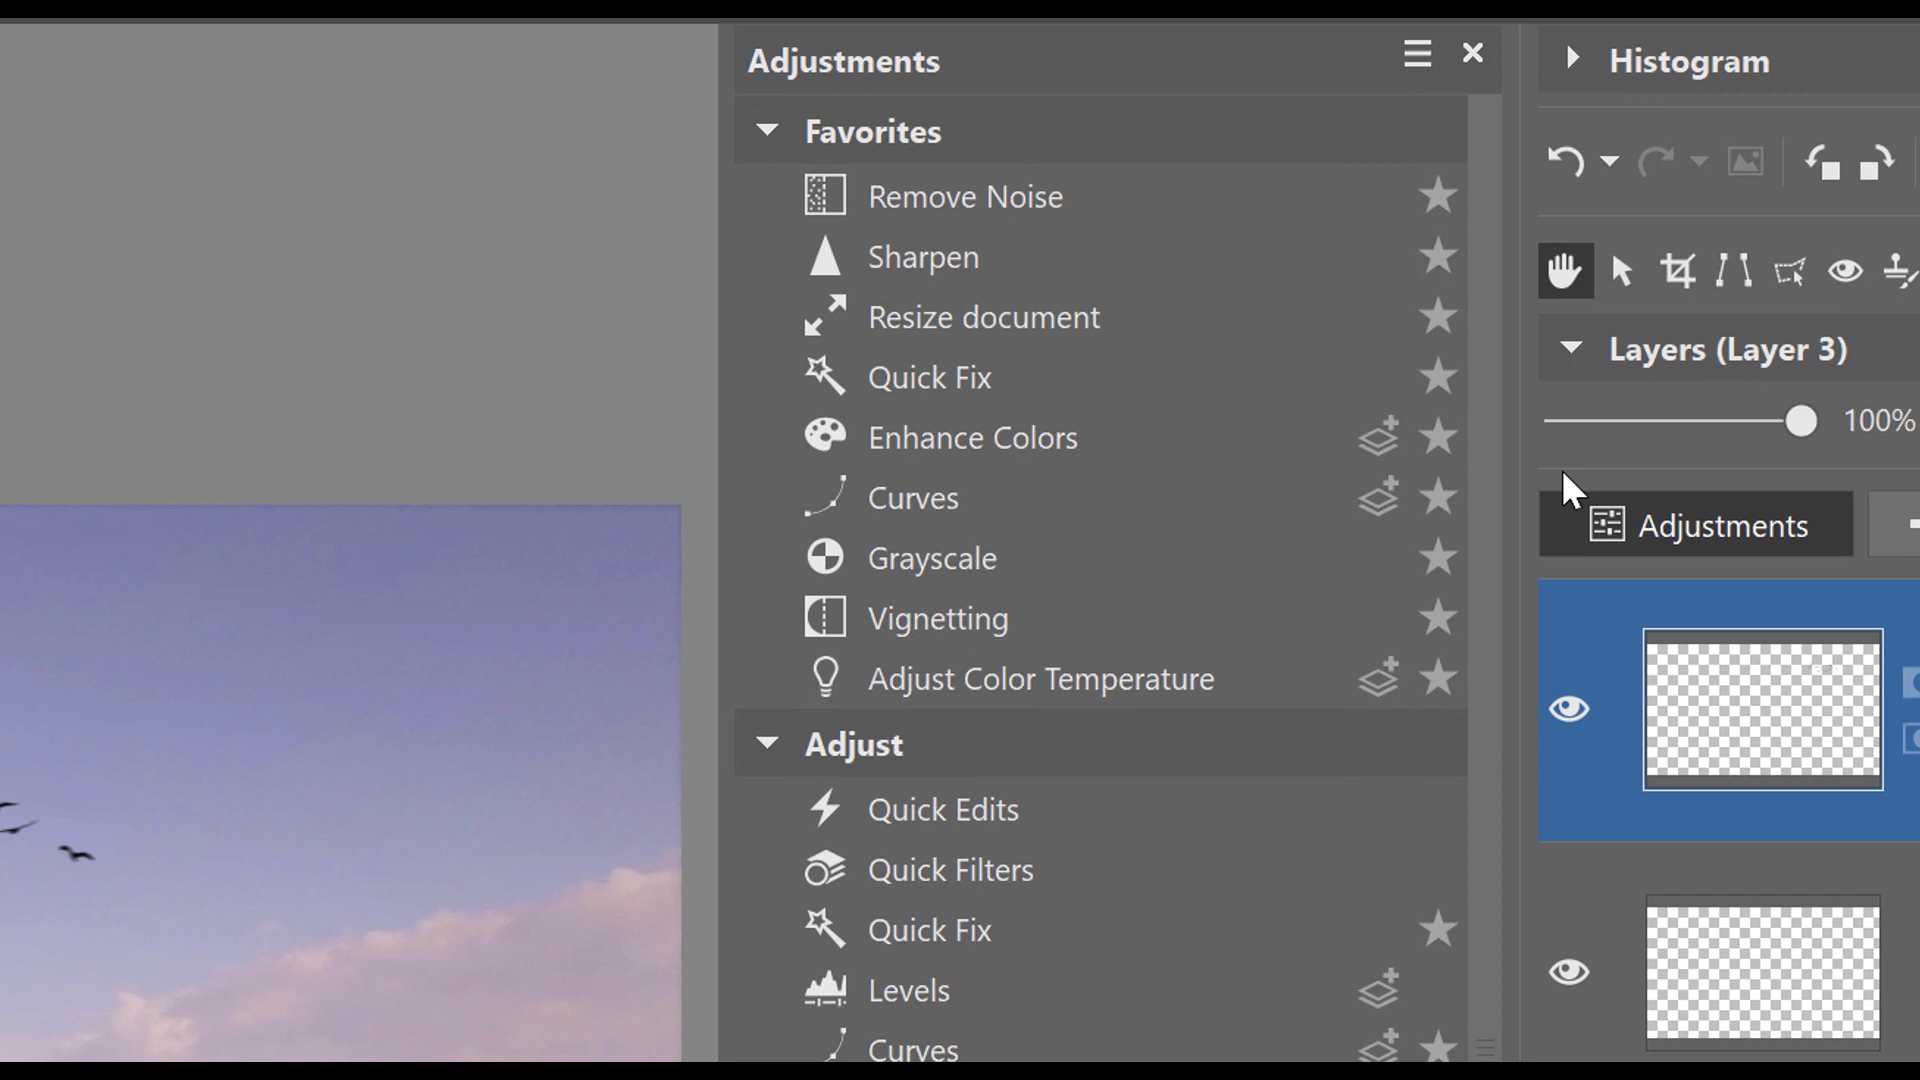 Adjustments
Favorites
Remove Noise
Sharpen
Resize document
Quick Fix
Enhance Colors
Curves
Grayscale
Vignetting
Adjust Color Temperature
Adjust
Quick Edits
Quick Filters
Quick Fix
Levels
Curves
Histogram
Layers (Layer 3)
100%
Adjustments